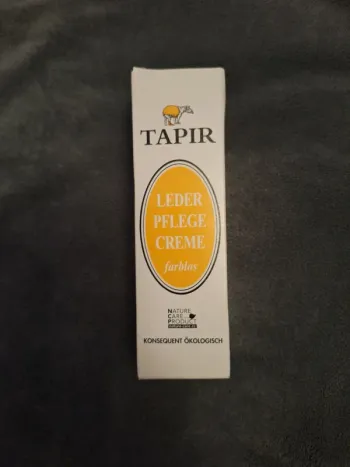 TAPIR
LEDER
PFLEGE
CREME
farblos
NATURE
CARE
PRODUCT
KONSEQUENT ÖKOLOGISCH